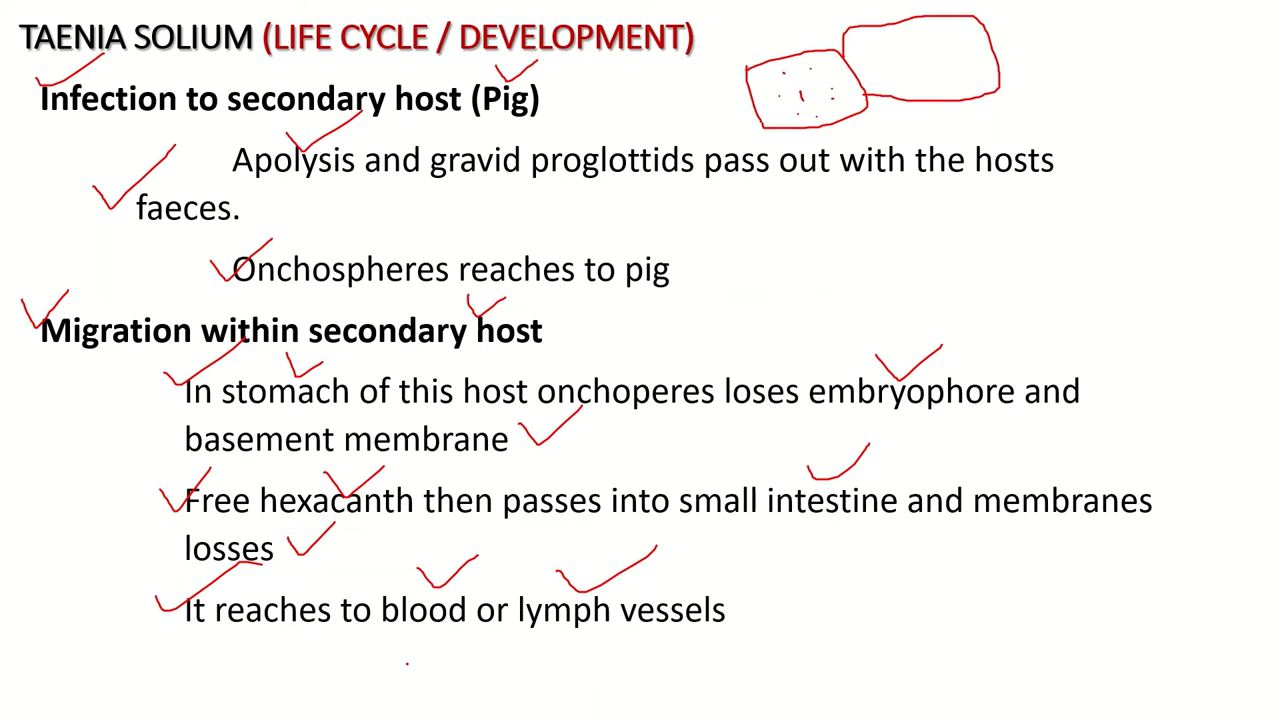 TAENIA SOLIUM (LIFE CYCLE / DEVELOPMENT)
Infection to secondary host (Pig)
Apolysis and gravid proglottids pass out with the hosts
faeces.
Onchospheres reaches to pig
Migration within secondary host
In stomach of this host onchoperes loses embryophore and
basement membrane
Free hexacanth then passes into small intestine and membranes
losses
It reaches to blood or lymph vessels